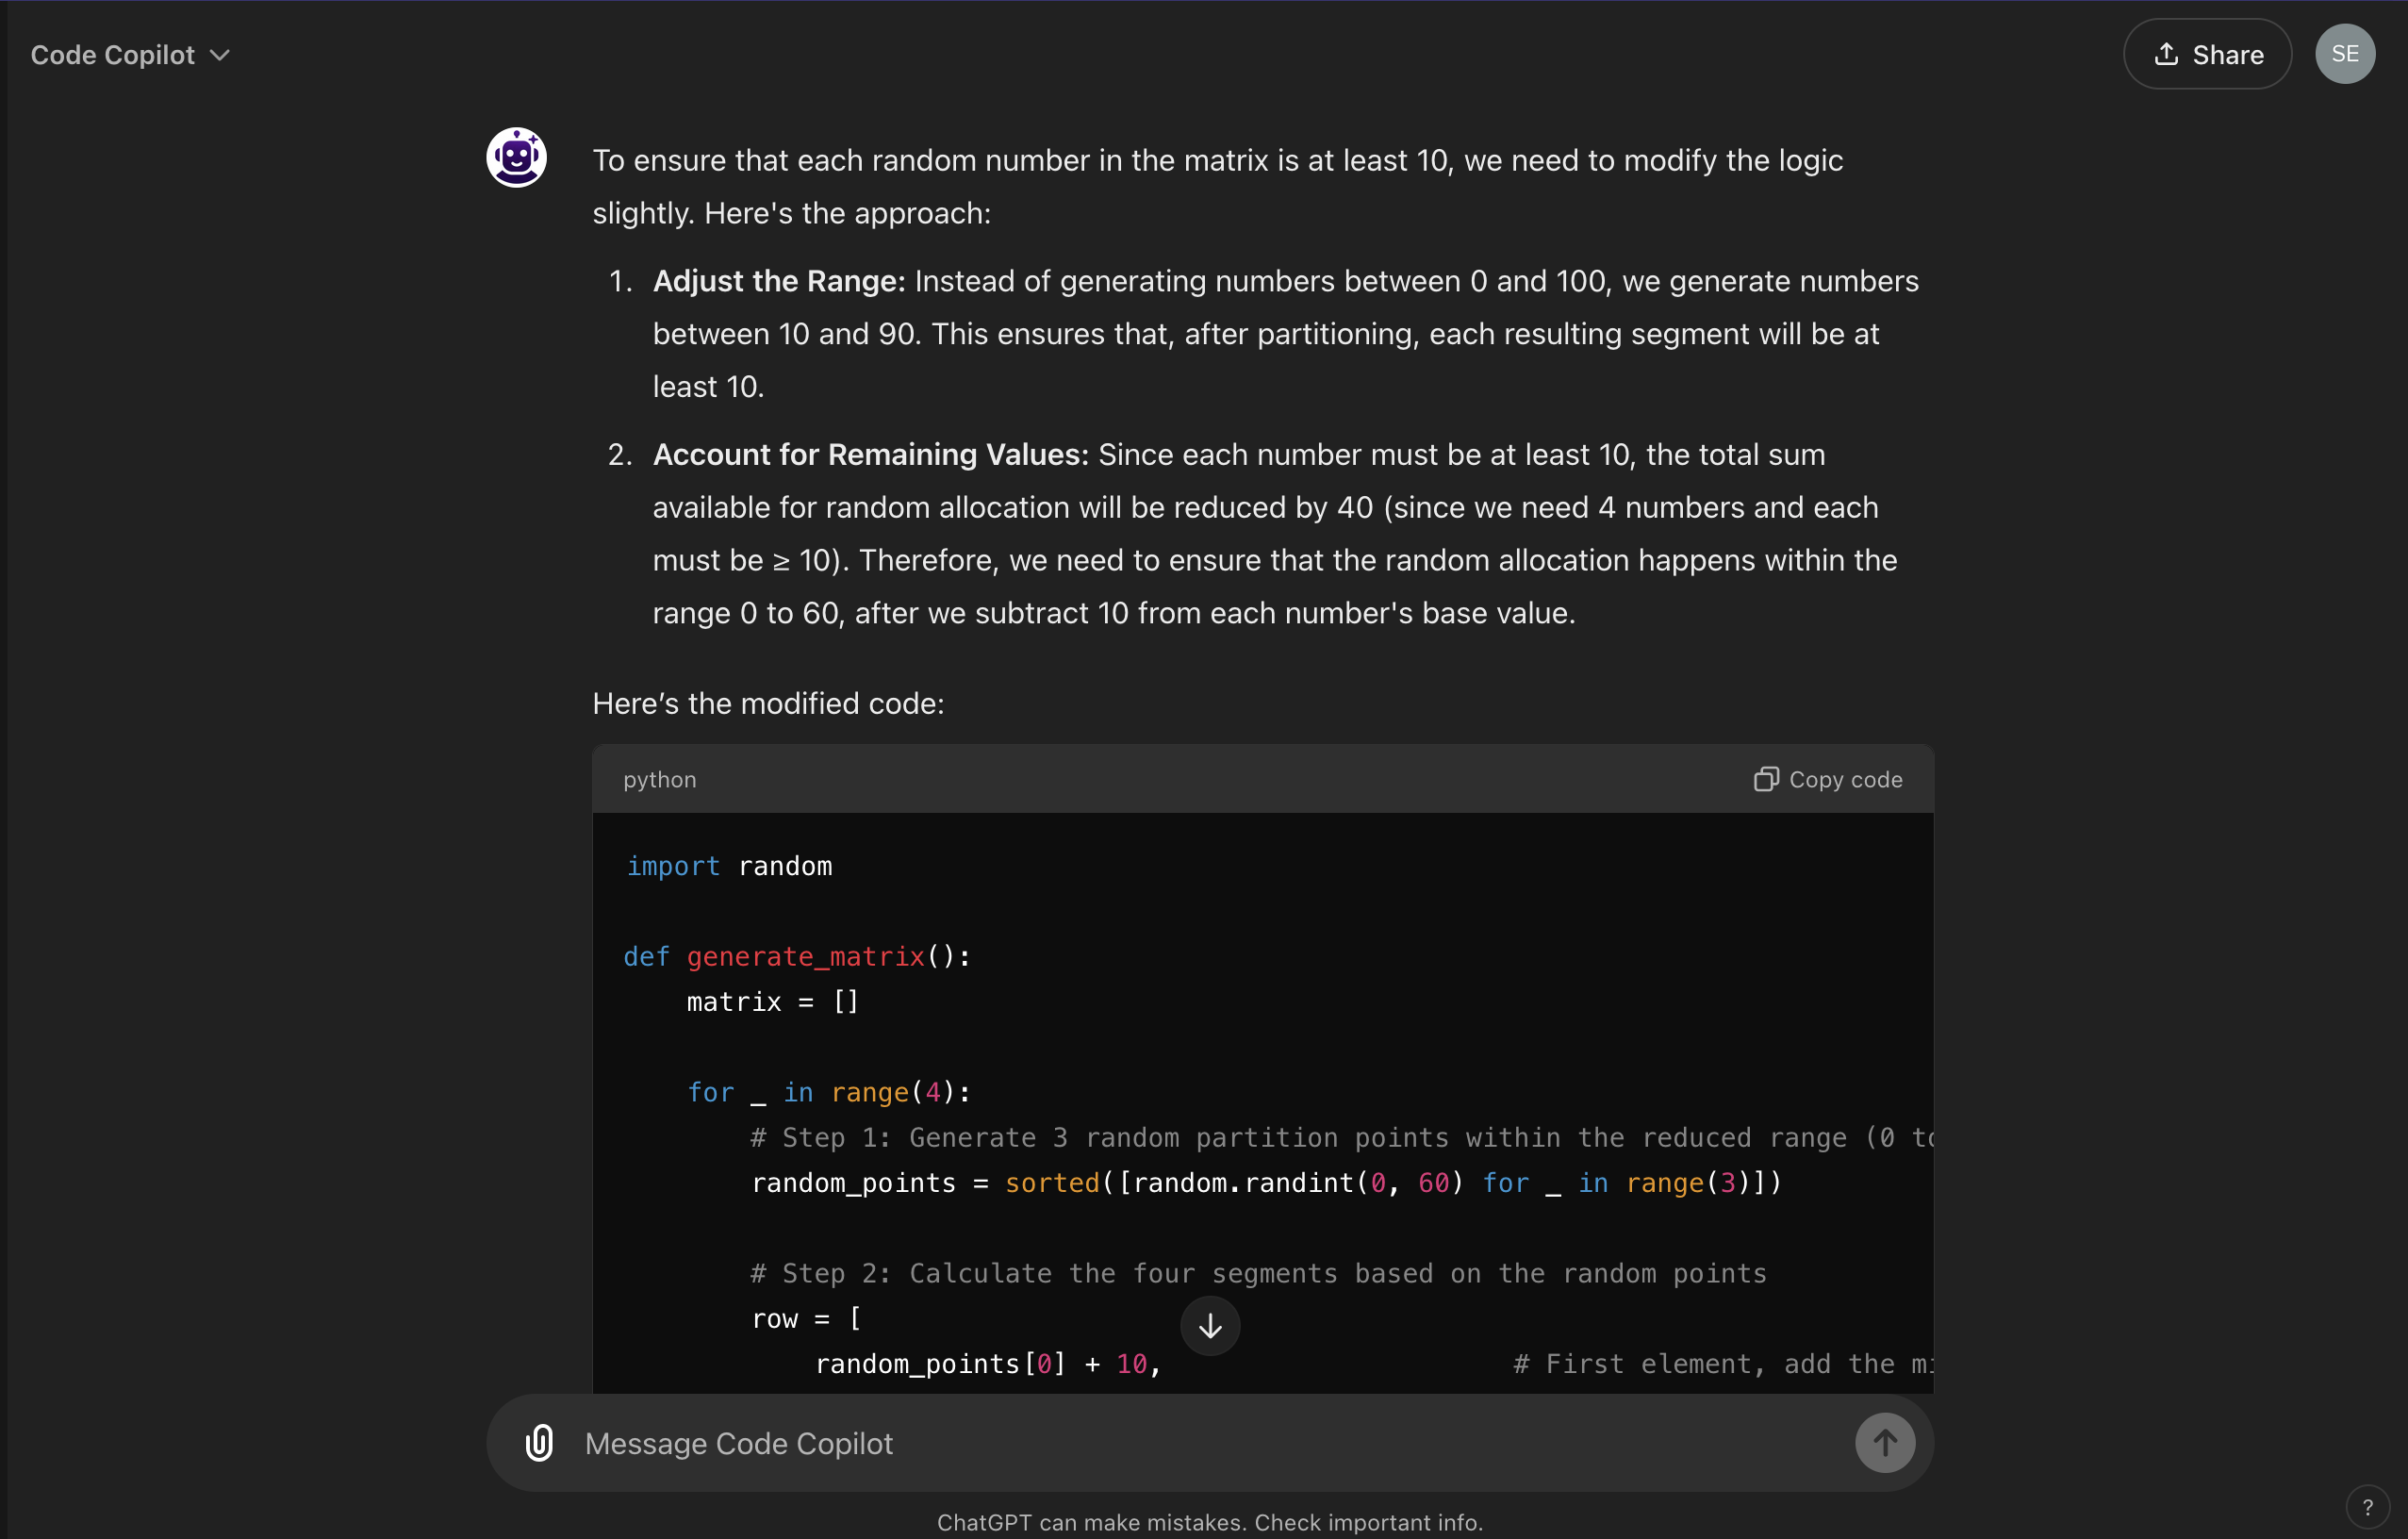 Code Copilot
Share
SE
To ensure that each random number in the matrix is at least 10, we need to modify the logic
slightly. Here's the approach:
1. Adjust the Range: Instead of generating numbers between 0 and 100, we generate numbers
between 10 and 90. This ensures that, after partitioning, each resulting segment will be at
least 10.
2. Account for Remaining Values: Since each number must be at least 10, the total sum
available for random allocation will be reduced by 40 (since we need 4 numbers and each
must be ≥ 10). Therefore, we need to ensure that the random allocation happens within the
range 0 to 60, after we subtract 10 from each number's base value.
Here’s the modified code:
python
Copy code
import random
def generate_matrix():
    matrix = []
    for _ in range(4):
        # Step 1: Generate 3 random partition points within the reduced range (0 to
        random_points = sorted([random.randint(0, 60) for _ in range(3)])
        # Step 2: Calculate the four segments based on the random points
        row = [
            random_points[0] + 10,                      # First element, add the
Message Code Copilot
ChatGPT can make mistakes. Check important info.
?